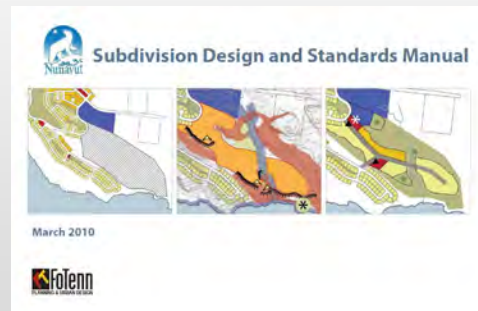 Nunavut
Subdivision Design and Standards Manual
March 2010
FoTenn
PLANNING & URBAN DESIGN